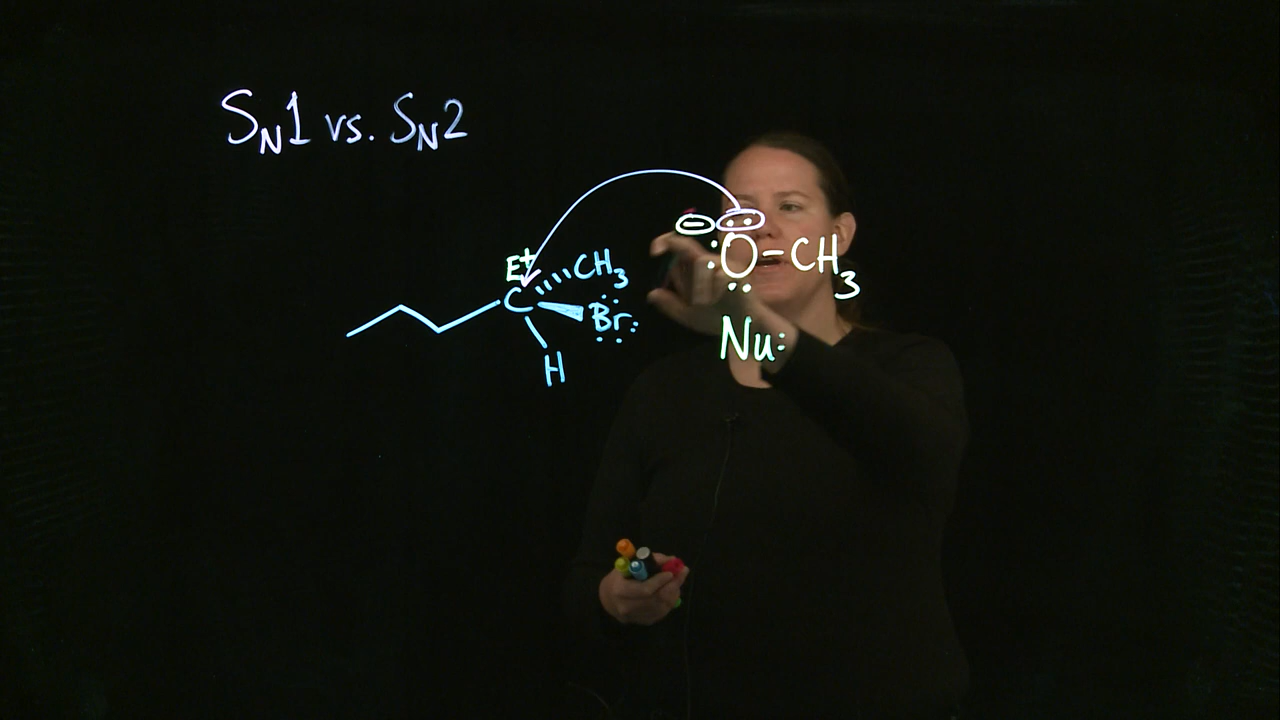 SN1 vs. SN2
E+
C
CH3
Br
H
O-CH3
Nu: